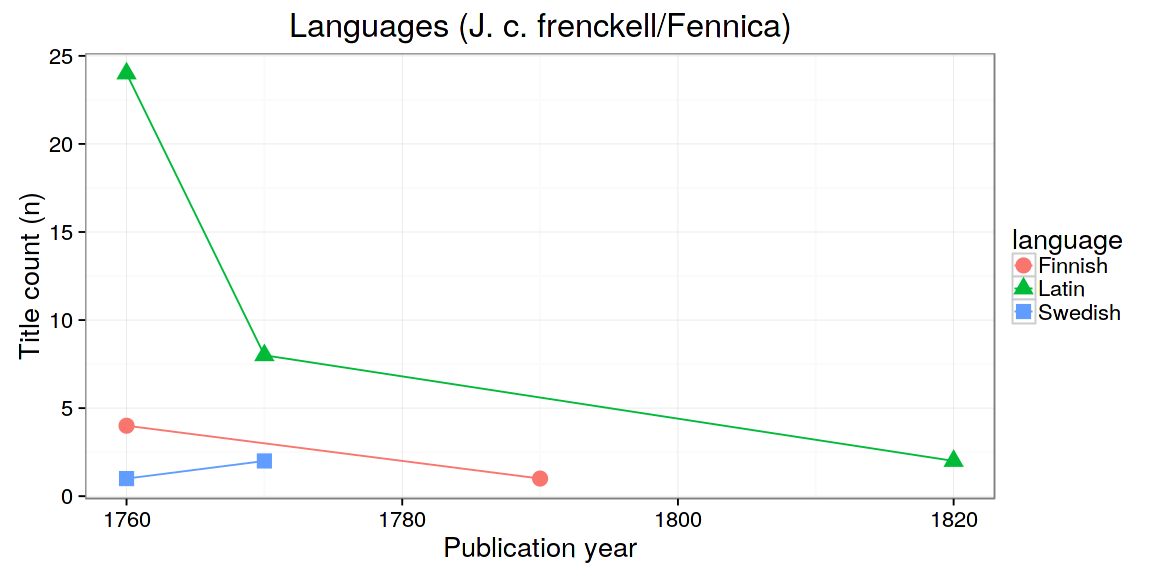 Languages (J. c. frenckell/Fennica)
25
20
15
10
5
0
Title count (n)
1760 1780 1800 1820
Publication year
language
Finnish
Latin
Swedish